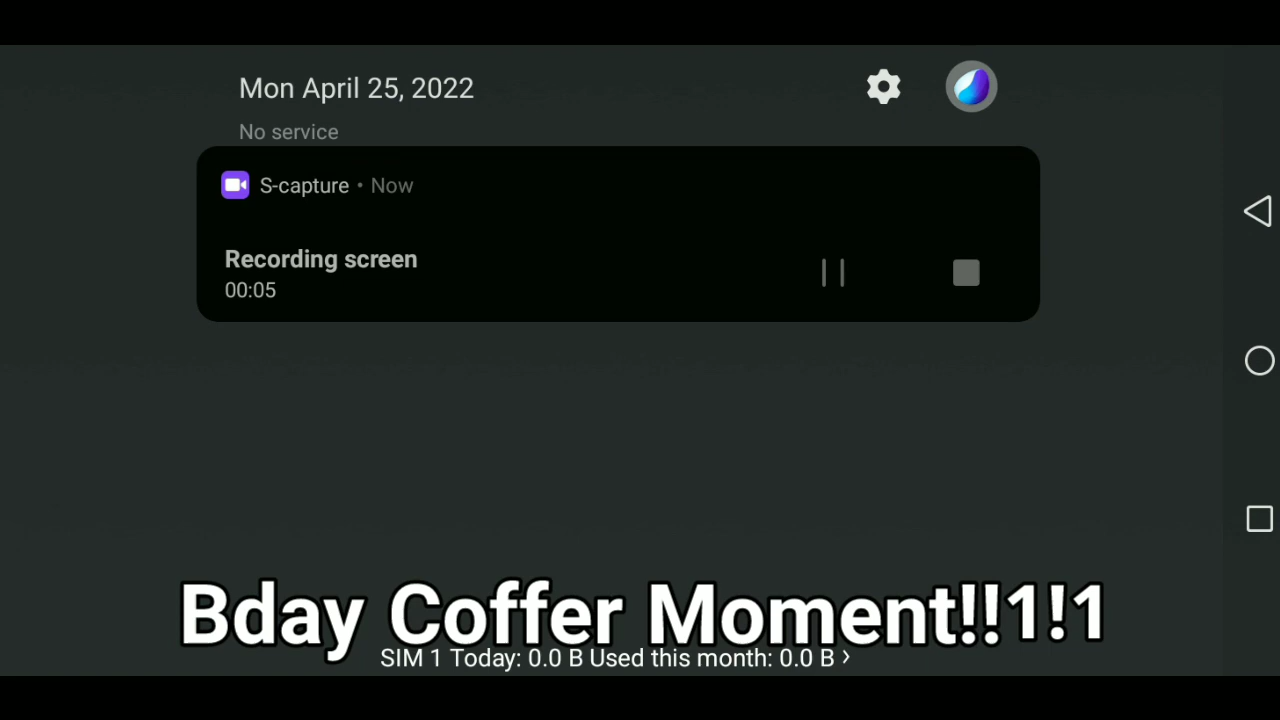 Mon April 25, 2022
No service
S-capture • Now
Recording screen
00:05
Bday Coffer Moment!!1!1
SIM 1 Today: 0.0 B Used this month: 0.0 B ›